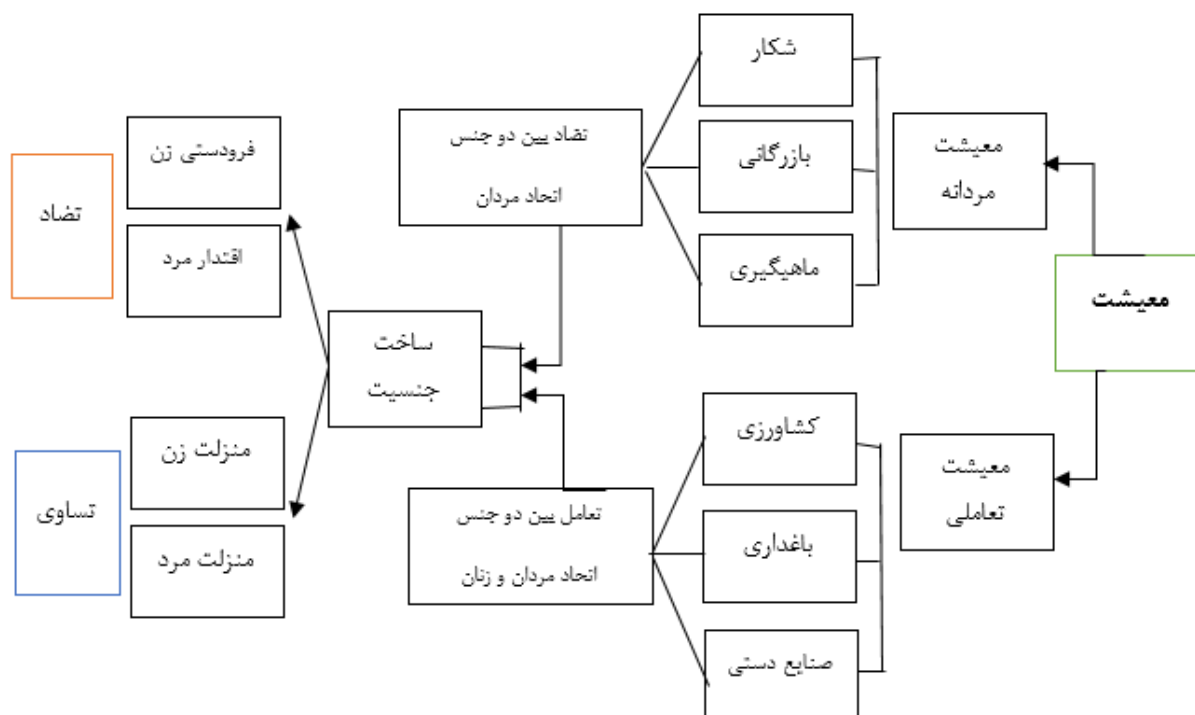 معیشت
معیشت
مردانه
معیشت
تعاملی
شکار
بازرگانی
ماهیگیری
کشاورزی
باغداری
صنایع دستی
تضاد بین دو جنس
اتحاد مردان
تعامل بین دو جنس
اتحاد مردان و زنان
ساخت
جنسیت
فرودستی زن
اقتدار مرد
منزلت زن
منزلت مرد
تضاد
تساوی